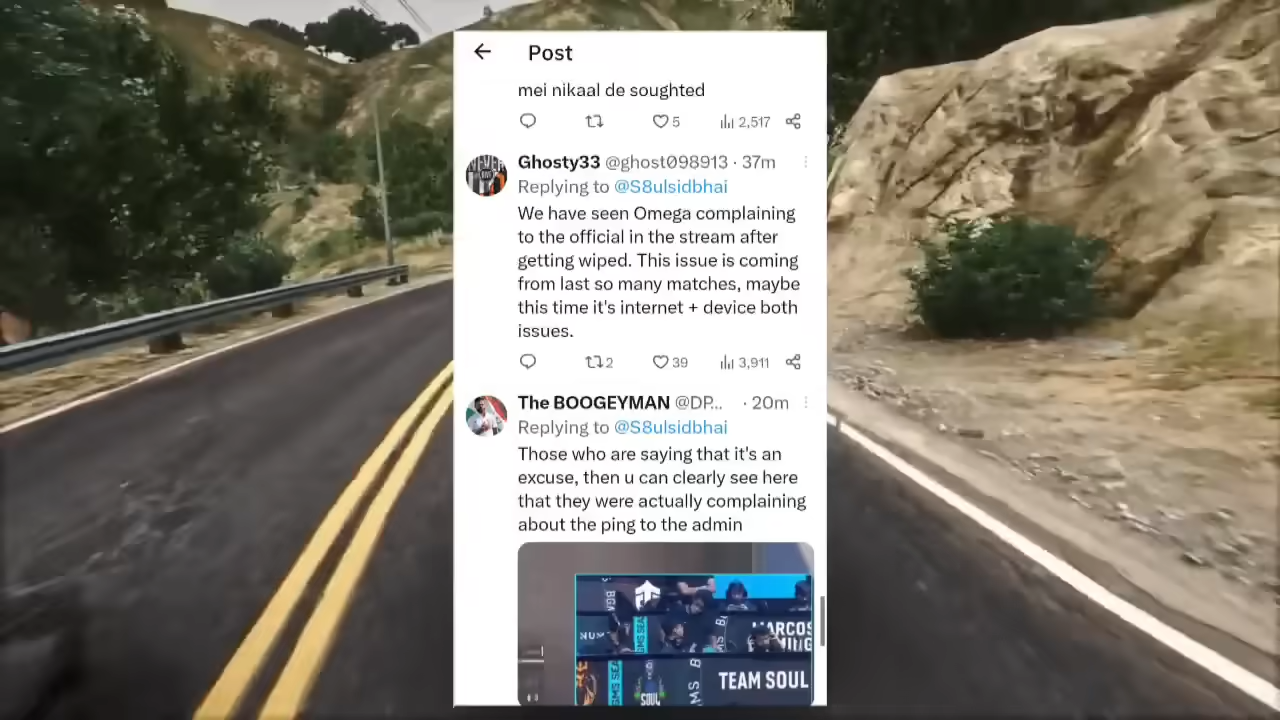 Post
mei nikaal de soughted
5
2,517
Ghosty33 @ghost098913 · 37m
Replying to @S8ulsidbhai
We have seen Omega complaining
to the official in the stream after
getting wiped. This issue is coming
from last so many matches, maybe
this time it's internet + device both
issues.
2
39
3,911
The BOOGEYMAN @DP... · 20m
Replying to @S8ulsidbhai
Those who are saying that it's an
excuse, then u can clearly see here
that they were actually complaining
about the ping to the admin
TEAM SOUL
SOUL